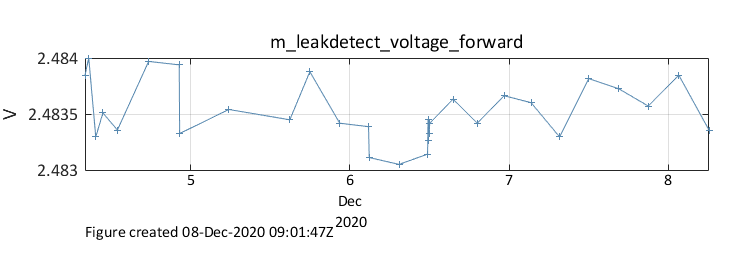 m_leakdetect_voltage_forward
2.484
2.4835
2.483
V
5 6 7 8
Dec
2020
Figure created 08-Dec-2020 09:01:47Z